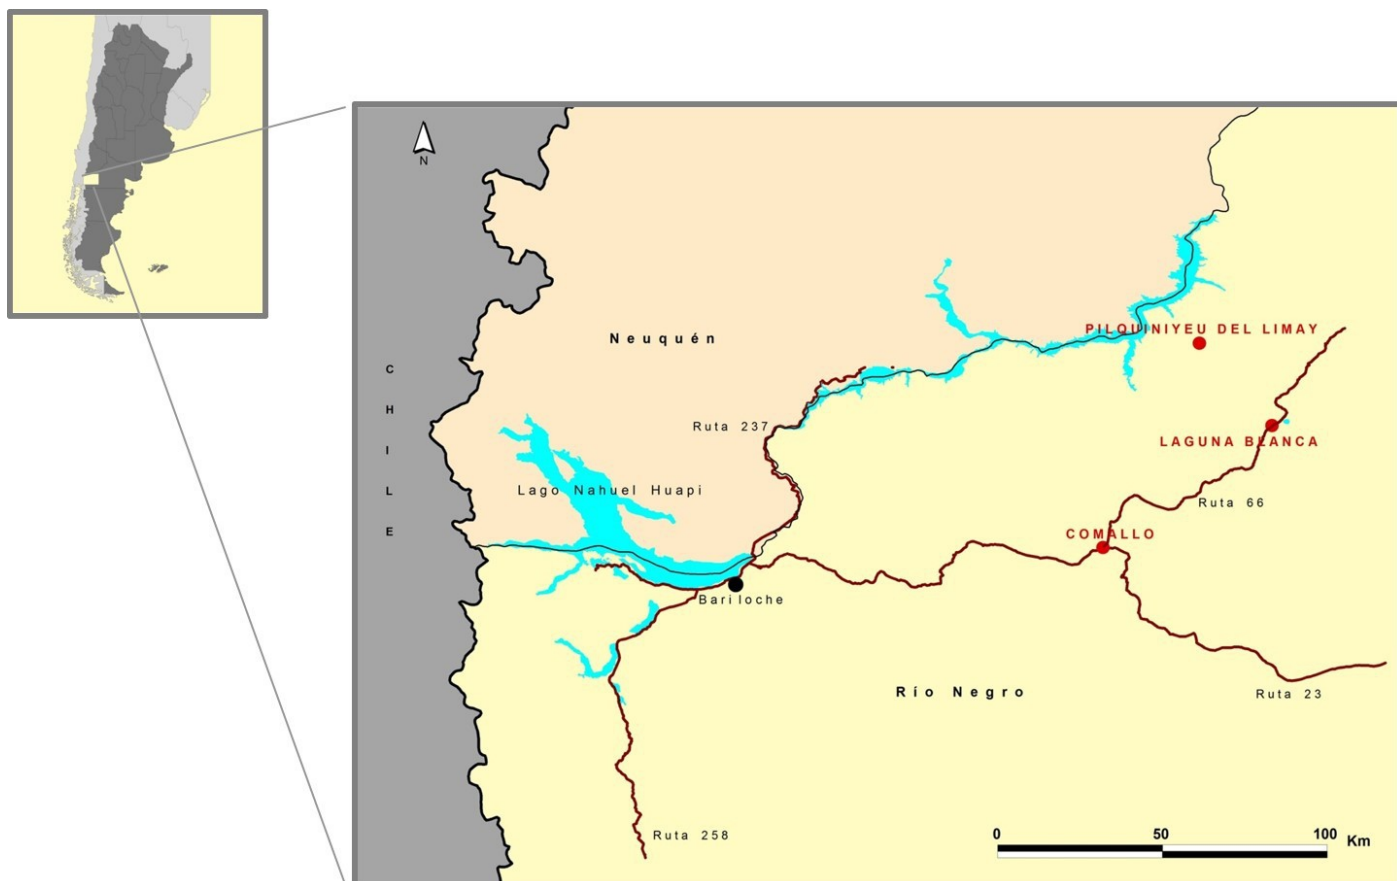 N
PILQUINIYEU DEL LIMAY
Neuquén
CHILE
Ruta 237
LAGUNA BLANCA
Lago Nahuel Huapi
Ruta 66
COMALLO
Bariloche
Río Negro
Ruta 23
Ruta 258
0 50 100 Km